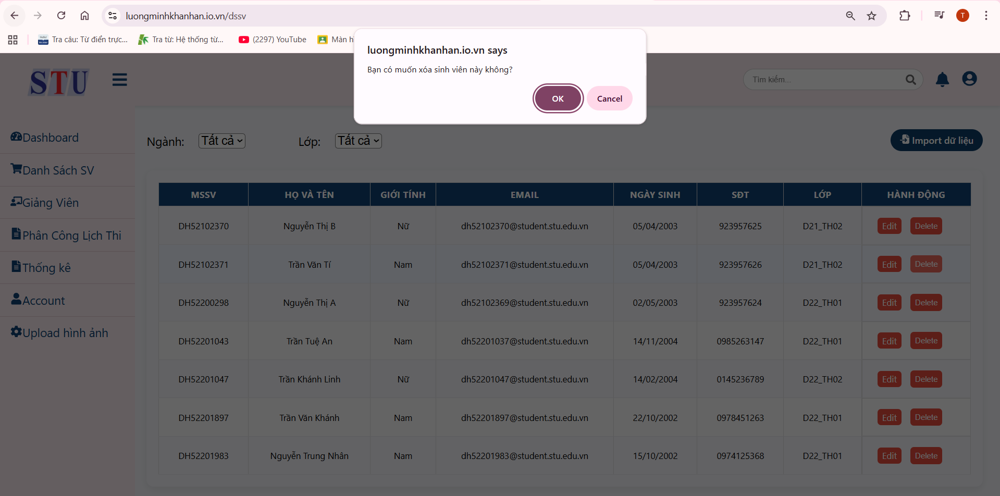 luongminhkhanhan.io.vn/dssv
T
Tra câu: Từ điển trực...
Tra từ: Hệ thống từ...
(2297) YouTube
Màn h
luongminhkhanhan.io.vn says
Bạn có muốn xóa sinh viên này không?
OK Cancel
STU
Tìm kiếm...
Dashboard
Danh Sách SV
Giảng Viên
Phân Công Lịch Thi
Thống kê
Account
Upload hình ảnh
Ngành: Tất cả Lớp: Tất cả Import dữ liệu
MSSV HỌ VÀ TÊN GIỚI TÍNH EMAIL NGÀY SINH SĐT LỚP HÀNH ĐỘNG
DH52102370 Nguyễn Thị B Nữ dh52102370@student.stu.edu.vn 05/04/2003 923957625 D21_TH02 Edit Delete
DH52102371 Trần Văn Tí Nam dh52102371@student.stu.edu.vn 05/04/2003 923957626 D21_TH02 Edit Delete
DH52200298 Nguyễn Thị A Nữ dh52102369@student.stu.edu.vn 02/05/2003 923957624 D22_TH01 Edit Delete
DH52201043 Trần Tuệ An Nam dh52201037@student.stu.edu.vn 14/11/2004 0985263147 D22_TH01 Edit Delete
DH52201047 Trần Khánh Linh Nữ dh52201047@student.stu.edu.vn 14/02/2004 0145236789 D22_TH02 Edit Delete
DH52201897 Trần Văn Khánh Nam dh52201897@student.stu.edu.vn 22/10/2002 0978451263 D22_TH01 Edit Delete
DH52201983 Nguyễn Trung Nhân Nam dh52201983@student.stu.edu.vn 15/10/2002 0974125368 D22_TH01 Edit Delete